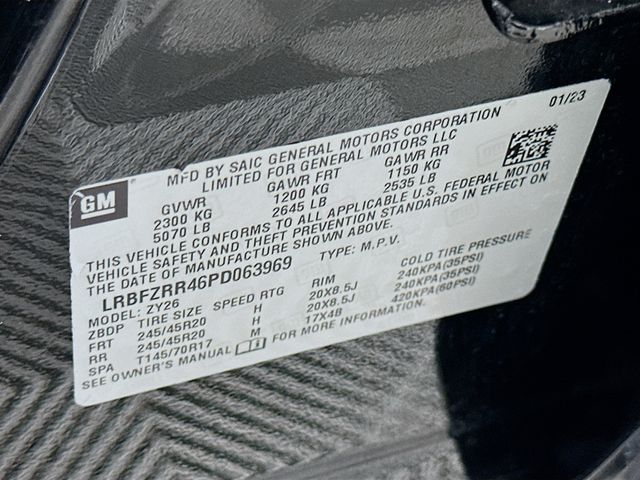 01/23
MFD BY SAIC GENERAL MOTORS CORPORATION
LIMITED FOR GENERAL MOTORS LLC
GM
GVWR GAWR FRT GAWR RR
2300 KG 1200 KG 1150 KG
5070 LB 2645 LB 2535 LB
THIS VEHICLE CONFORMS TO ALL APPLICABLE U.S. FEDERAL MOTOR
VEHICLE SAFETY AND THEFT PREVENTION STANDARDS IN EFFECT ON
THE DATE OF MANUFACTURE SHOWN ABOVE.
LRBFZRR46PD063969 TYPE: M.P.V.
MODEL: ZY26
ZBDP TIRE SIZE SPEED RTG RIM COLD TIRE PRESSURE
FRT 245/45R20 H 20X8.5J 240KPA(35PSI)
RR 245/45R20 H 20X8.5J 240KPA(35PSI)
SPA T145/70R17 M 17X4B 420KPA(60PSI)
SEE OWNER'S MANUAL FOR MORE INFORMATION.